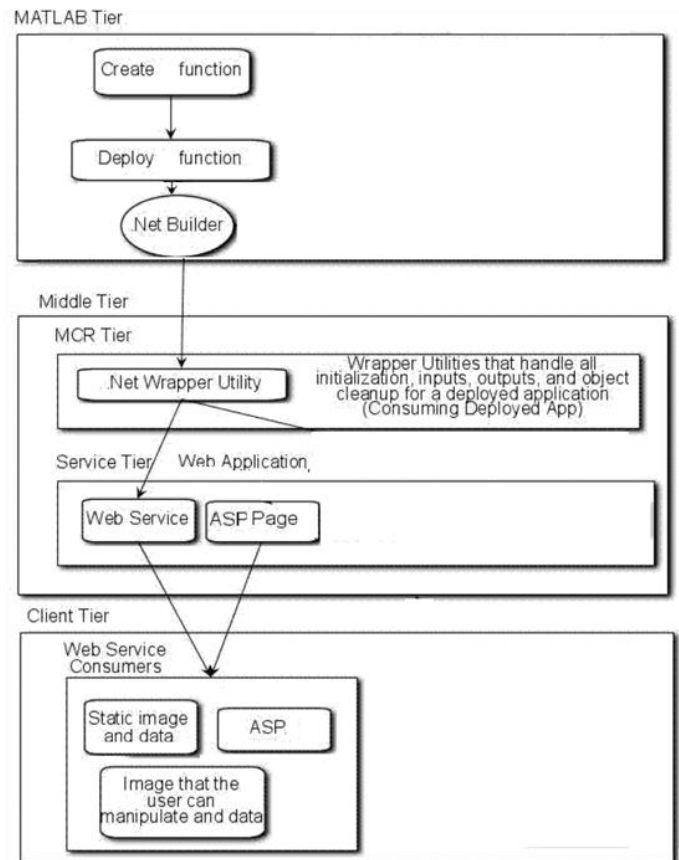 MATLAB Tier
Create function
Deploy function
.Net Builder
Middle Tier
MCR Tier
.Net Wrapper Utility
Wrapper Utilities that handle all
initialization, inputs, outputs, and object
cleanup for a deployed application
(Consuming Deployed App)
Service Tier Web Application
Web Service
ASP Page
Client Tier
Web Service
Consumers
Static image
and data
ASP
Image that the
user can
manipulate and data